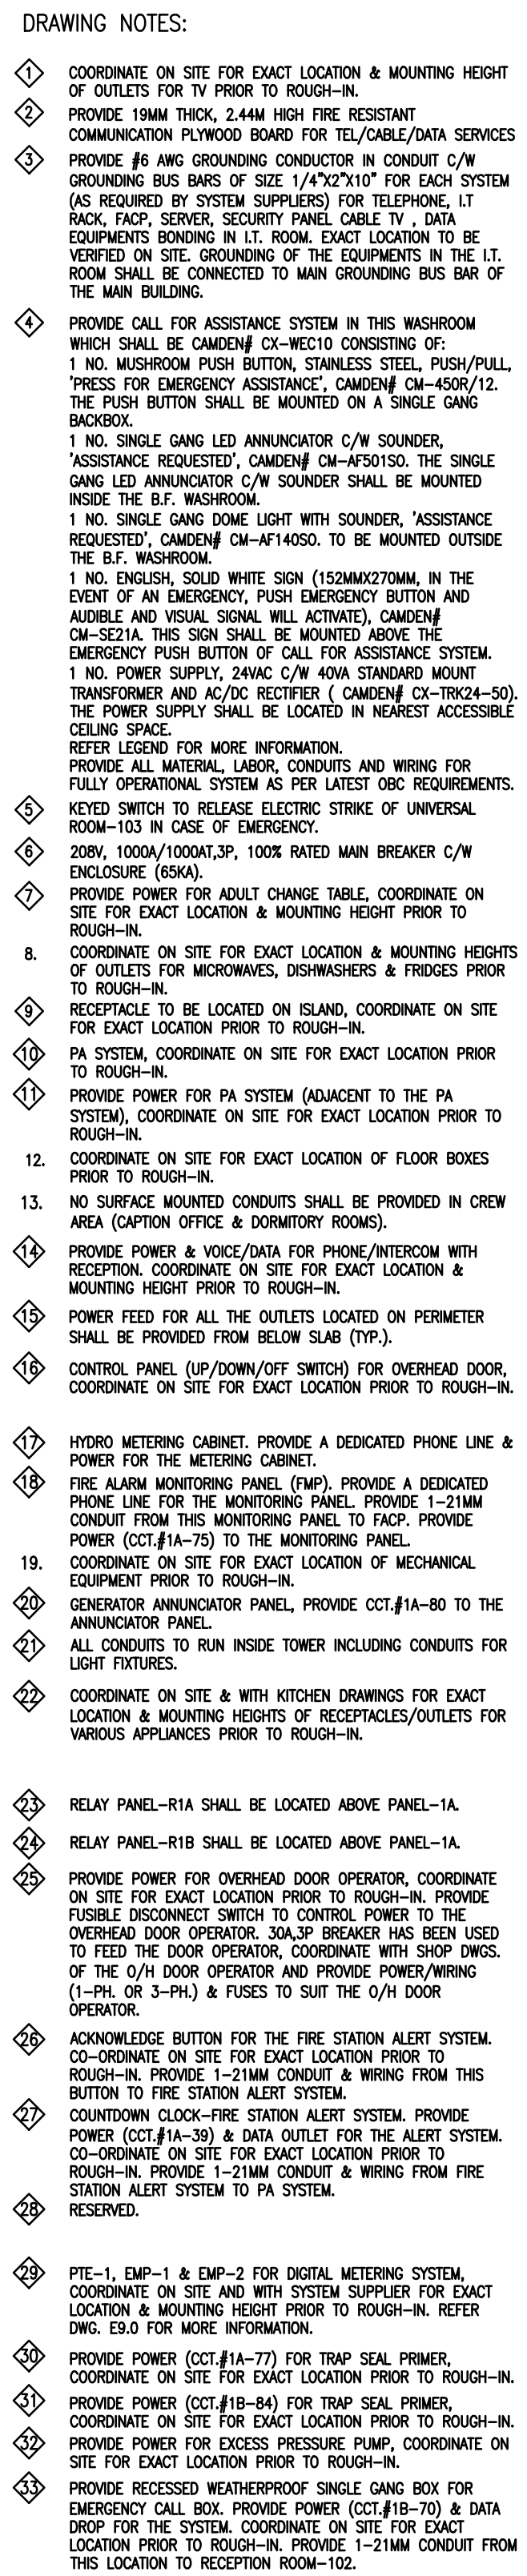 DRAWING NOTES:
1 COORDINATE ON SITE FOR EXACT LOCATION & MOUNTING HEIGHT
OF OUTLETS FOR TV PRIOR TO ROUGH-IN.
2 PROVIDE 19MM THICK, 2.44M HIGH FIRE RESISTANT
COMMUNICATION PLYWOOD BOARD FOR TEL/CABLE/DATA SERVICES
3 PROVIDE #6 AWG GROUNDING CONDUCTOR IN CONDUIT C/W
GROUNDING BUS BARS OF SIZE 1/4"X2"X10" FOR EACH SYSTEM
(AS REQUIRED BY SYSTEM SUPPLIERS) FOR TELEPHONE, I.T
RACK, FACP, SERVER, SECURITY PANEL CABLE TV , DATA
EQUIPMENTS BONDING IN I.T. ROOM. EXACT LOCATION TO BE
VERIFIED ON SITE. GROUNDING OF THE EQUIPMENTS IN THE I.T.
ROOM SHALL BE CONNECTED TO MAIN GROUNDING BUS BAR OF
THE MAIN BUILDING.
4 PROVIDE CALL FOR ASSISTANCE SYSTEM IN THIS WASHROOM
WHICH SHALL BE CAMDEN# CX-WEC10 CONSISTING OF:
1 NO. MUSHROOM PUSH BUTTON, STAINLESS STEEL, PUSH/PULL,
'PRESS FOR EMERGENCY ASSISTANCE', CAMDEN# CM-450R/12.
THE PUSH BUTTON SHALL BE MOUNTED ON A SINGLE GANG
BACKBOX.
1 NO. SINGLE GANG LED ANNUNCIATOR C/W SOUNDER,
'ASSISTANCE REQUESTED', CAMDEN# CM-AF501SO. THE SINGLE
GANG LED ANNUNCIATOR C/W SOUNDER SHALL BE MOUNTED
INSIDE THE B.F. WASHROOM.
1 NO. SINGLE GANG DOME LIGHT WITH SOUNDER, 'ASSISTANCE
REQUESTED', CAMDEN# CM-AF140SO. TO BE MOUNTED OUTSIDE
THE B.F. WASHROOM.
1 NO. ENGLISH, SOLID WHITE SIGN (152MMX270MM, IN THE
EVENT OF AN EMERGENCY, PUSH EMERGENCY BUTTON AND
AUDIBLE AND VISUAL SIGNAL WILL ACTIVATE), CAMDEN#
CM-SE21A. THIS SIGN SHALL BE MOUNTED ABOVE THE
EMERGENCY PUSH BUTTON OF CALL FOR ASSISTANCE SYSTEM.
1 NO. POWER SUPPLY, 24VAC C/W 40VA STANDARD MOUNT
TRANSFORMER AND AC/DC RECTIFIER ( CAMDEN# CX-TRK24-50).
THE POWER SUPPLY SHALL BE LOCATED IN NEAREST ACCESSIBLE
CEILING SPACE.
REFER LEGEND FOR MORE INFORMATION.
PROVIDE ALL MATERIAL, LABOR, CONDUITS AND WIRING FOR
FULLY OPERATIONAL SYSTEM AS PER LATEST OBC REQUIREMENTS.
5 KEYED SWITCH TO RELEASE ELECTRIC STRIKE OF UNIVERSAL
ROOM-103 IN CASE OF EMERGENCY.
6 208V, 1000A/1000AT,3P, 100% RATED MAIN BREAKER C/W
ENCLOSURE (65KA).
7 PROVIDE POWER FOR ADULT CHANGE TABLE, COORDINATE ON
SITE FOR EXACT LOCATION & MOUNTING HEIGHT PRIOR TO
ROUGH-IN.
8. COORDINATE ON SITE FOR EXACT LOCATION & MOUNTING HEIGHTS
OF OUTLETS FOR MICROWAVES, DISHWASHERS & FRIDGES PRIOR
TO ROUGH-IN.
9 RECEPTACLE TO BE LOCATED ON ISLAND, COORDINATE ON SITE
FOR EXACT LOCATION PRIOR TO ROUGH-IN.
10 PA SYSTEM, COORDINATE ON SITE FOR EXACT LOCATION PRIOR
TO ROUGH-IN.
11 PROVIDE POWER FOR PA SYSTEM (ADJACENT TO THE PA
SYSTEM), COORDINATE ON SITE FOR EXACT LOCATION PRIOR TO
ROUGH-IN.
12. COORDINATE ON SITE FOR EXACT LOCATION OF FLOOR BOXES
PRIOR TO ROUGH-IN.
13. NO SURFACE MOUNTED CONDUITS SHALL BE PROVIDED IN CREW
AREA (CAPTION OFFICE & DORMITORY ROOMS).
14 PROVIDE POWER & VOICE/DATA FOR PHONE/INTERCOM WITH
RECEPTION. COORDINATE ON SITE FOR EXACT LOCATION &
MOUNTING HEIGHT PRIOR TO ROUGH-IN.
15 POWER FEED FOR ALL THE OUTLETS LOCATED ON PERIMETER
SHALL BE PROVIDED FROM BELOW SLAB (TYP.).
16 CONTROL PANEL (UP/DOWN/OFF SWITCH) FOR OVERHEAD DOOR,
COORDINATE ON SITE FOR EXACT LOCATION PRIOR TO ROUGH-IN.
17 HYDRO METERING CABINET. PROVIDE A DEDICATED PHONE LINE &
POWER FOR THE METERING CABINET.
18 FIRE ALARM MONITORING PANEL (FMP). PROVIDE A DEDICATED
PHONE LINE FOR THE MONITORING PANEL. PROVIDE 1-21MM
CONDUIT FROM THIS MONITORING PANEL TO FACP. PROVIDE
POWER (CCT.#1A-75) TO THE MONITORING PANEL.
19. COORDINATE ON SITE FOR EXACT LOCATION OF MECHANICAL
EQUIPMENT PRIOR TO ROUGH-IN.
20 GENERATOR ANNUNCIATOR PANEL, PROVIDE CCT.#1A-80 TO THE
ANNUNCIATOR PANEL.
21 ALL CONDUITS TO RUN INSIDE TOWER INCLUDING CONDUITS FOR
LIGHT FIXTURES.
22 COORDINATE ON SITE & WITH KITCHEN DRAWINGS FOR EXACT
LOCATION & MOUNTING HEIGHTS OF RECEPTACLES/OUTLETS FOR
VARIOUS APPLIANCES PRIOR TO ROUGH-IN.
23 RELAY PANEL-R1A SHALL BE LOCATED ABOVE PANEL-1A.
24 RELAY PANEL-R1B SHALL BE LOCATED ABOVE PANEL-1A.
25 PROVIDE POWER FOR OVERHEAD DOOR OPERATOR, COORDINATE
ON SITE FOR EXACT LOCATION PRIOR TO ROUGH-IN. PROVIDE
FUSIBLE DISCONNECT SWITCH TO CONTROL POWER TO THE
OVERHEAD DOOR OPERATOR. 30A,3P BREAKER HAS BEEN USED
TO FEED THE DOOR OPERATOR, COORDINATE WITH SHOP DWGS.
OF THE O/H DOOR OPERATOR AND PROVIDE POWER/WIRING
(1-PH. OR 3-PH.) & FUSES TO SUIT THE O/H DOOR
OPERATOR.
26 ACKNOWLEDGE BUTTON FOR THE FIRE STATION ALERT SYSTEM.
CO-ORDINATE ON SITE FOR EXACT LOCATION PRIOR TO
ROUGH-IN. PROVIDE 1-21MM CONDUIT & WIRING FROM THIS
BUTTON TO FIRE STATION ALERT SYSTEM.
27 COUNTDOWN CLOCK-FIRE STATION ALERT SYSTEM. PROVIDE
POWER (CCT.#1A-39) & DATA OUTLET FOR THE ALERT SYSTEM.
CO-ORDINATE ON SITE FOR EXACT LOCATION PRIOR TO
ROUGH-IN. PROVIDE 1-21MM CONDUIT & WIRING FROM FIRE
STATION ALERT SYSTEM TO PA SYSTEM.
28 RESERVED.
29 PTE-1, EMP-1 & EMP-2 FOR DIGITAL METERING SYSTEM,
COORDINATE ON SITE AND WITH SYSTEM SUPPLIER FOR EXACT
LOCATION & MOUNTING HEIGHT PRIOR TO ROUGH-IN. REFER
DWG. E9.0 FOR MORE INFORMATION.
30 PROVIDE POWER (CCT.#1A-77) FOR TRAP SEAL PRIMER,
COORDINATE ON SITE FOR EXACT LOCATION PRIOR TO ROUGH-IN.
31 PROVIDE POWER (CCT.#1B-84) FOR TRAP SEAL PRIMER,
COORDINATE ON SITE FOR EXACT LOCATION PRIOR TO ROUGH-IN.
32 PROVIDE POWER FOR EXCESS PRESSURE PUMP, COORDINATE ON
SITE FOR EXACT LOCATION PRIOR TO ROUGH-IN.
33 PROVIDE RECESSED WEATHERPROOF SINGLE GANG BOX FOR
EMERGENCY CALL BOX. PROVIDE POWER (CCT.#1B-70) & DATA
DROP FOR THE SYSTEM. COORDINATE ON SITE FOR EXACT
LOCATION PRIOR TO ROUGH-IN. PROVIDE 1-21MM CONDUIT FROM
THIS LOCATION TO RECEPTION ROOM-102.